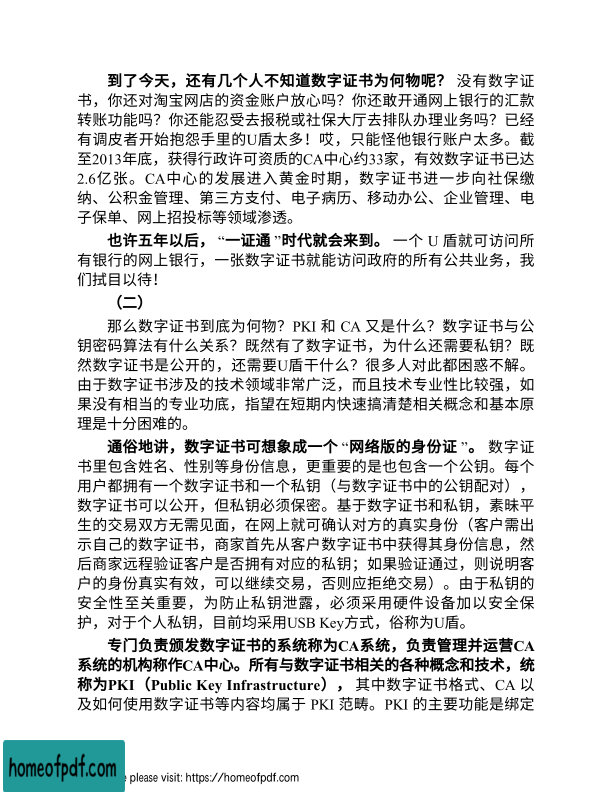 到了今天，还有几个人不知道数字证书为何物呢？ 没有数字证
书，你还对淘宝网店的资金账户放心吗？你还敢开通网上银行的汇款
转账功能吗？你还能忍受去报税或社保大厅去排队办理业务吗？已经
有调皮者开始抱怨手里的U盾太多！哎，只能怪他银行账户太多。截
至2013年底，获得行政许可资质的CA中心约33家，有效数字证书已达
2.6亿张。CA中心的发展进入黄金时期，数字证书进一步向社保缴
纳、公积金管理、第三方支付、电子病历、移动办公、企业管理、电
子保单、网上招投标等领域渗透。
也许五年以后， “一证通 ”时代就会来到。 一个 U 盾就可访问所
有银行的网上银行，一张数字证书就能访问政府的所有公共业务，我
们拭目以待！
（二）
那么数字证书到底为何物？PKI 和 CA 又是什么？数字证书与公
钥密码算法有什么关系？既然有了数字证书，为什么还需要私钥？既
然数字证书是公开的，还需要U盾干什么？很多人对此都困惑不解。
由于数字证书涉及的技术领域非常广泛，而且技术专业性比较强，如
果没有相当的专业功底，指望在短期内快速搞清楚相关概念和基本原
理是十分困难的。
通俗地讲，数字证书可想象成一个 “网络版的身份证 ”。 数字证
书里包含姓名、性别等身份信息，更重要的是也包含一个公钥。每个
用户都拥有一个数字证书和一个私钥（与数字证书中的公钥配对），
数字证书可以公开，但私钥必须保密。基于数字证书和私钥，素昧平
生的交易双方无需见面，在网上就可确认对方的真实身份（客户需出
示自己的数字证书，商家首先从客户数字证书中获得其身份信息，然
后商家远程验证客户是否拥有对应的私钥；如果验证通过，则说明客
户的身份真实有效，可以继续交易，否则应拒绝交易）。由于私钥的
安全性至关重要，为防止私钥泄露，必须采用硬件设备加以安全保
护，对于个人私钥，目前均采用USB Key方式，俗称为U盾。
专门负责颁发数字证书的系统称为CA系统，负责管理并运营CA
系统的机构称作CA中心。所有与数字证书相关的各种概念和技术，统
称为PKI（Public Key Infrastructure）， 其中数字证书格式、CA 以
及如何使用数字证书等内容均属于 PKI 范畴。PKI 的主要功能是绑定
homeofpdf.com
e please visit: https://homeofpdf.com